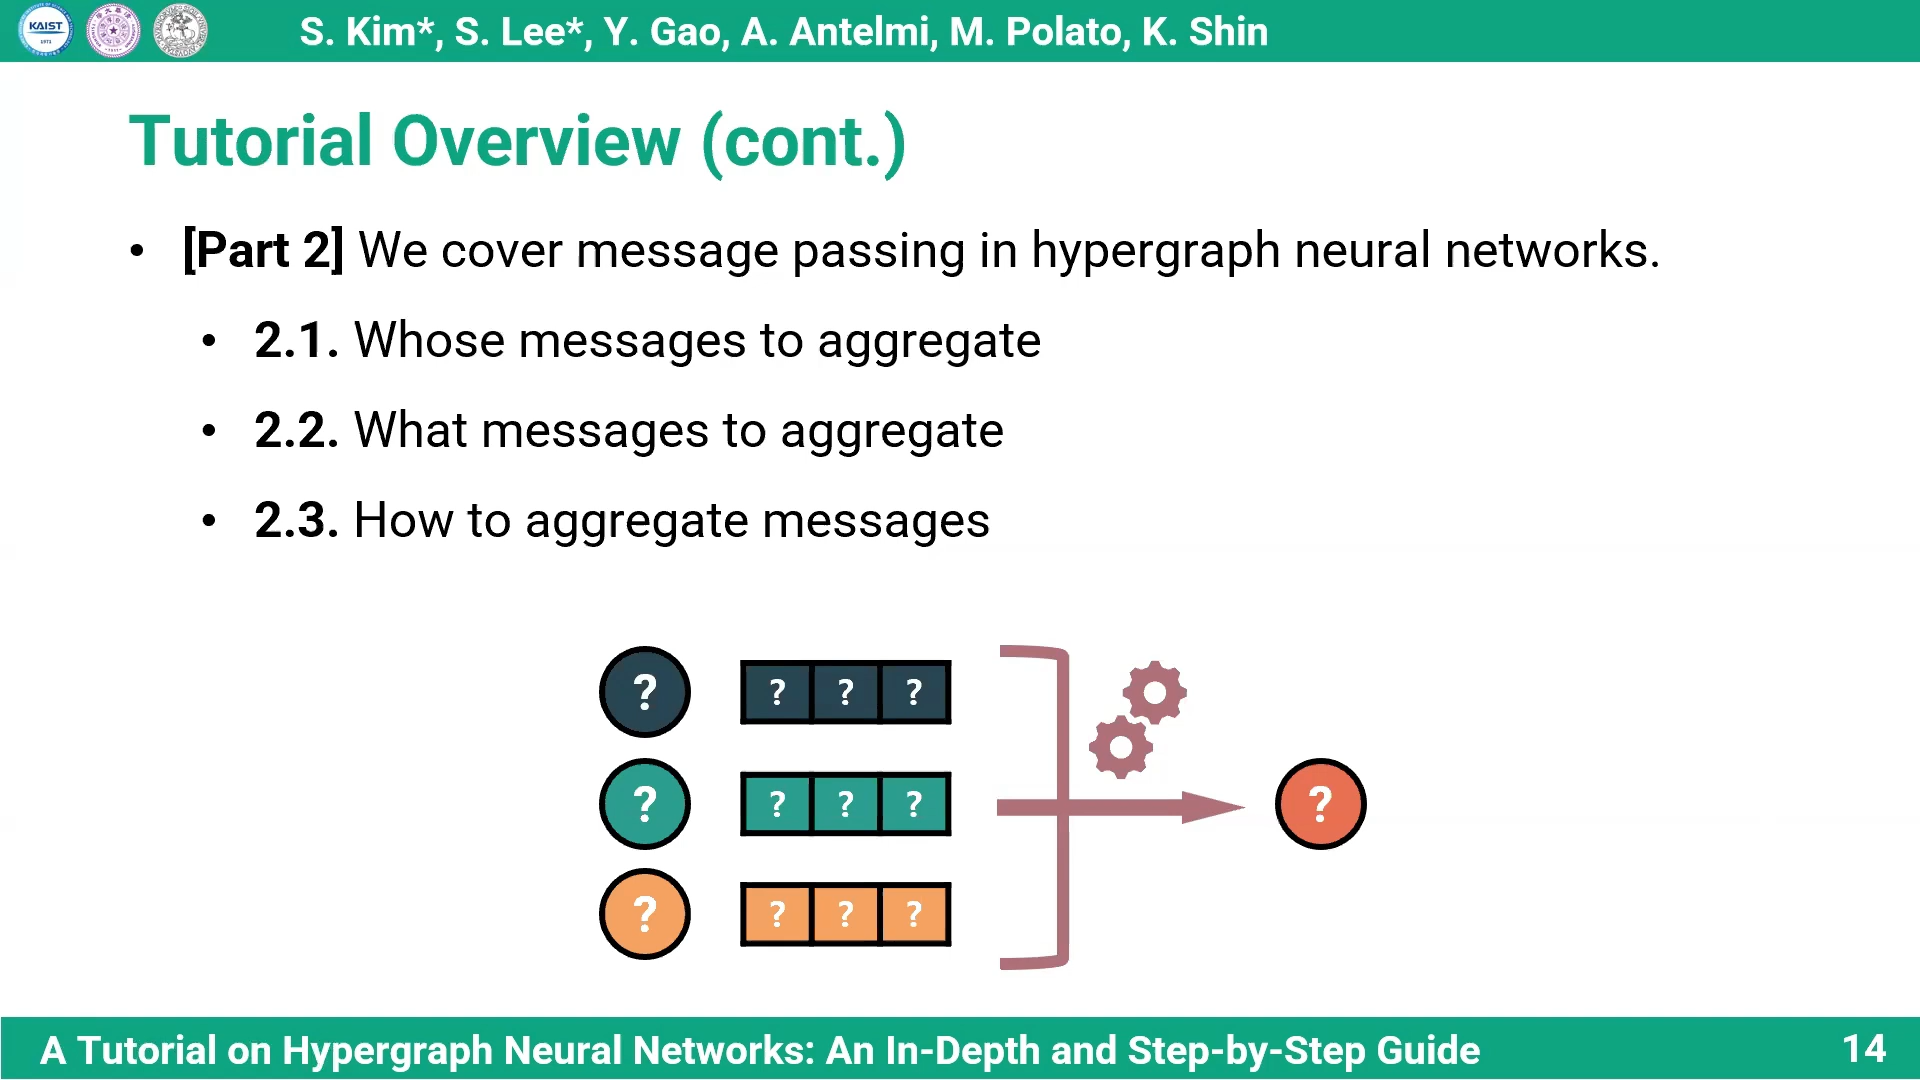 KAIST
1971
S. Kim*, S. Lee*, Y. Gao, A. Antelmi, M. Polato, K. Shin
Tutorial Overview (cont.)
• [Part 2] We cover message passing in hypergraph neural networks.
• 2.1. Whose messages to aggregate
• 2.2. What messages to aggregate
• 2.3. How to aggregate messages
? ? ? ?
? ? ? ? ?
? ? ? ?
A Tutorial on Hypergraph Neural Networks: An In-Depth and Step-by-Step Guide 14